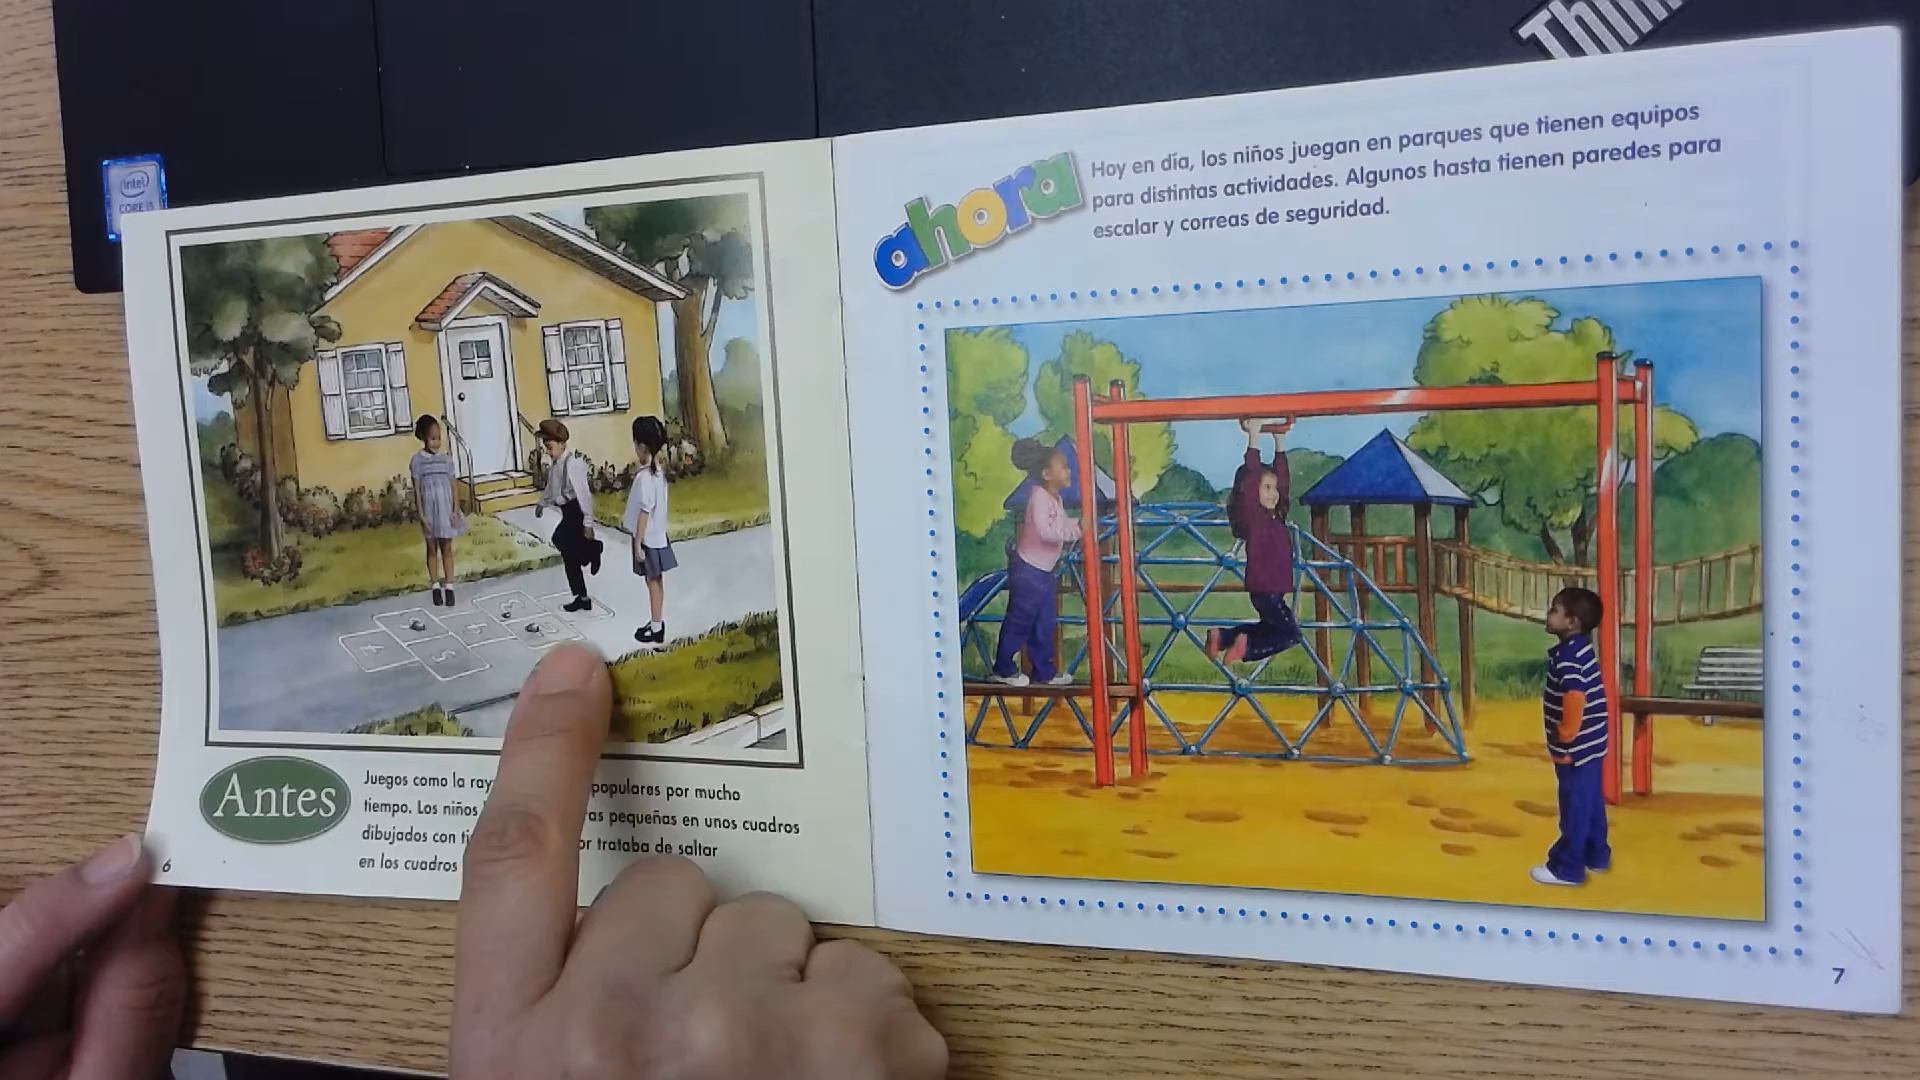 Thin
intel
CORE i5
Antes
Juegos como la ray populares por mucho
tiempo. Los niños as pequeñas en unos cuadros
dibujados con ti or trataba de saltar
en los cuadros
6
ahora
Hoy en día, los niños juegan en parques que tienen equipos
para distintas actividades. Algunos hasta tienen paredes para
escalar y correas de seguridad.
7